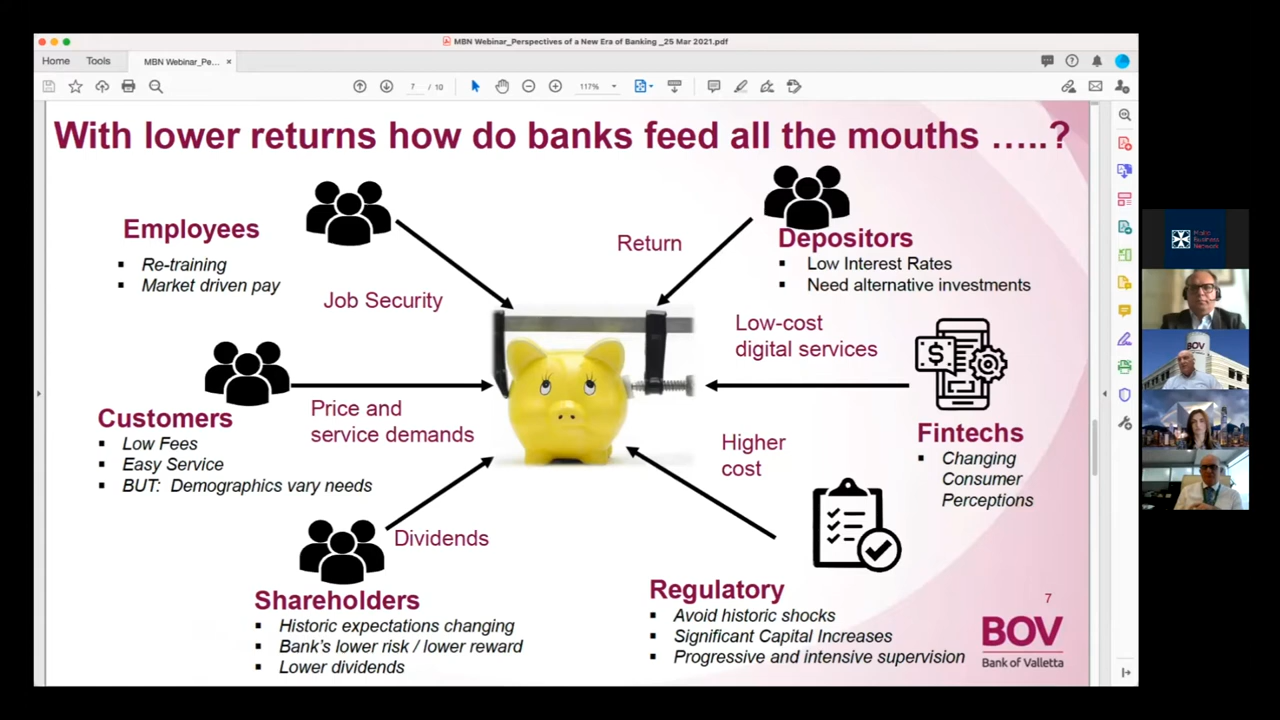 MBN Webinar_Perspectives of a New Era of Banking _25 Mar 2021.pdf
Home Tools MBN Webinar_Pe... ×
7 / 10 117%
With lower returns how do banks feed all the mouths …..?
Employees
Re-training
Market driven pay
Job Security
Return
Depositors
Low Interest Rates
Need alternative investments
Customers
Low Fees
Easy Service
BUT: Demographics vary needs
Price and
service demands
Low-cost
digital services
Fintechs
Changing
Consumer
Perceptions
Shareholders
Historic expectations changing
Bank's lower risk / lower reward
Lower dividends
Dividends
Higher
cost
Regulatory
Avoid historic shocks
Significant Capital Increases
Progressive and intensive supervision
7
BOV
Bank of Valletta
Malta
Business
Network
BOV